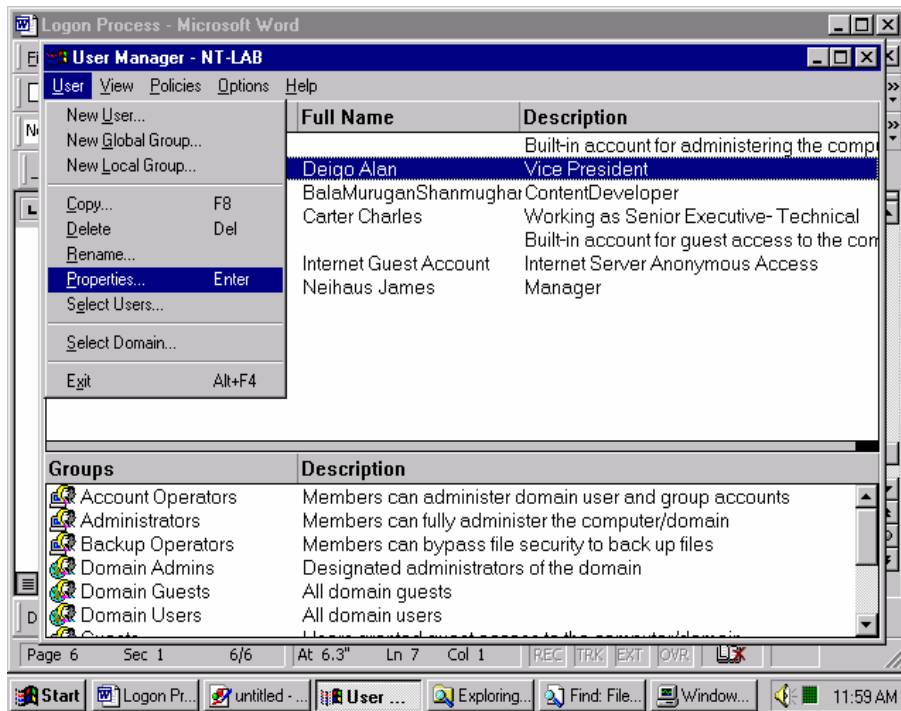 Logon Process - Microsoft Word
User Manager - NT-LAB
User View Policies Options Help
New User...
New Global Group...
New Local Group...
Copy... F8
Delete Del
Rename...
Properties... Enter
Select Users...
Select Domain...
Exit Alt+F4
Full Name Description
Built-in account for administering the comp
Deigo Alan Vice President
BalaMuruganShanmughar ContentDeveloper
Carter Charles Working as Senior Executive- Technical
Built-in account for guest access to the con
Internet Guest Account Internet Server Anonymous Access
Neihaus James Manager
Groups Description
Account Operators Members can administer domain user and group accounts
Administrators Members can fully administer the computer/domain
Backup Operators Members can bypass file security to back up files
Domain Admins Designated administrators of the domain
Domain Guests All domain guests
Domain Users All domain users
Page 6 Sec 1 6/6 At 6.3" Ln 7 Col 1 REC TRK EXT OVR
Start Logon Pr... untitled - ... User ... Exploring... Find: File... Window... 11:59 AM